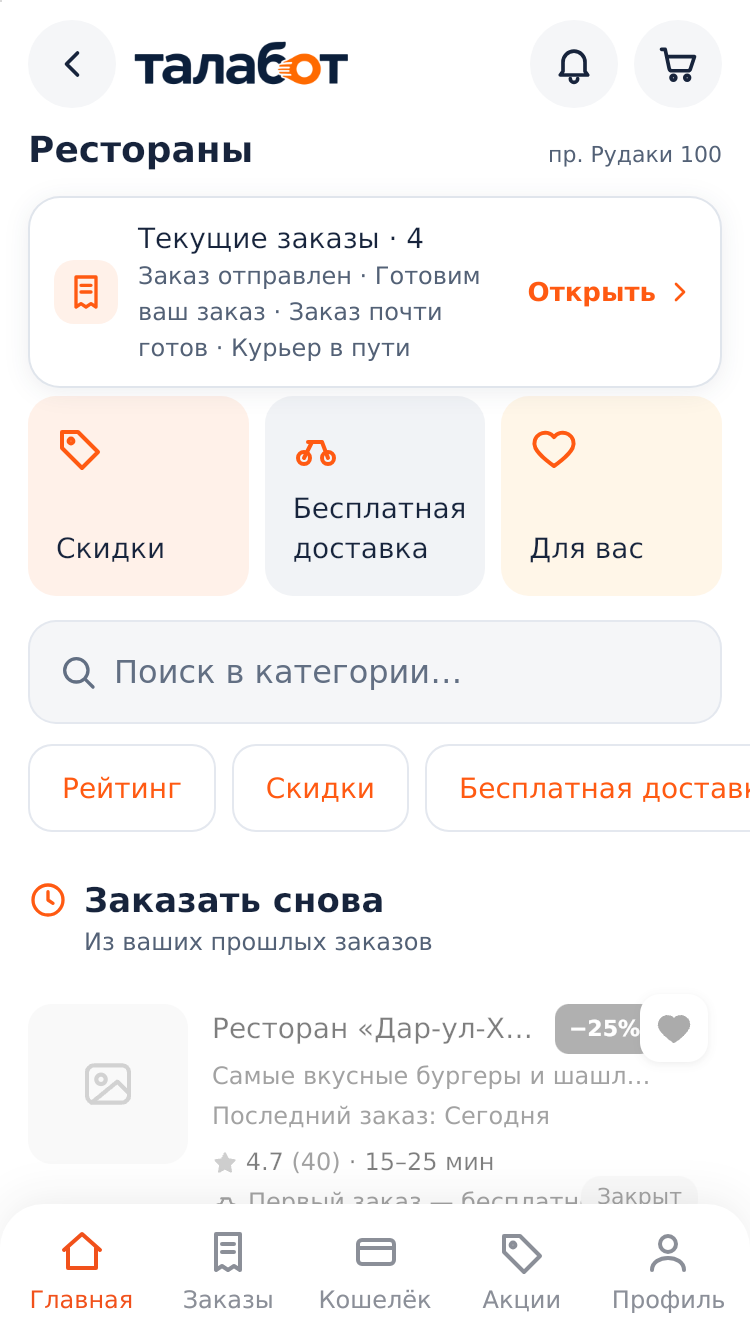 талабот
Рестораны
пр. Рудаки 100
Текущие заказы · 4
Заказ отправлен · Готовим
ваш заказ · Заказ почти
готов · Курьер в пути
Открыть
Скидки
Бесплатная
доставка
Для вас
Поиск в категории...
Рейтинг
Скидки
Бесплатная достав
Заказать снова
Из ваших прошлых заказов
Ресторан «Дар-ул-Х...
−25%
Самые вкусные бургеры и шашл...
Последний заказ: Сегодня
4.7 (40) · 15–25 мин
Первый заказ — бесплатн
Закрыт
Главная
Заказы
Кошелёк
Акции
Профиль